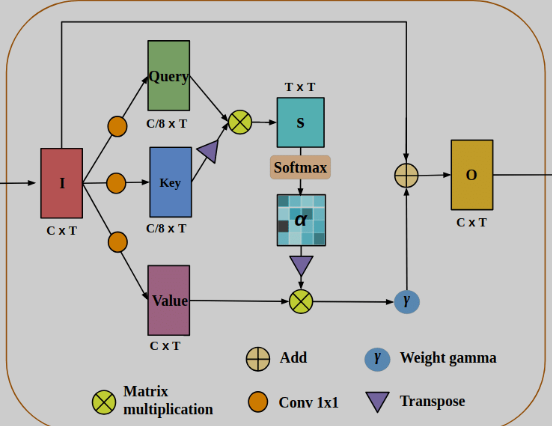 Query
T x T
C/8 x T
s
I
Key
Softmax
O
C x T
C/8 x T
α
C x T
Value
γ
C x T
Add
γ
Weight gamma
Matrix
multiplication
Conv 1x1
Transpose